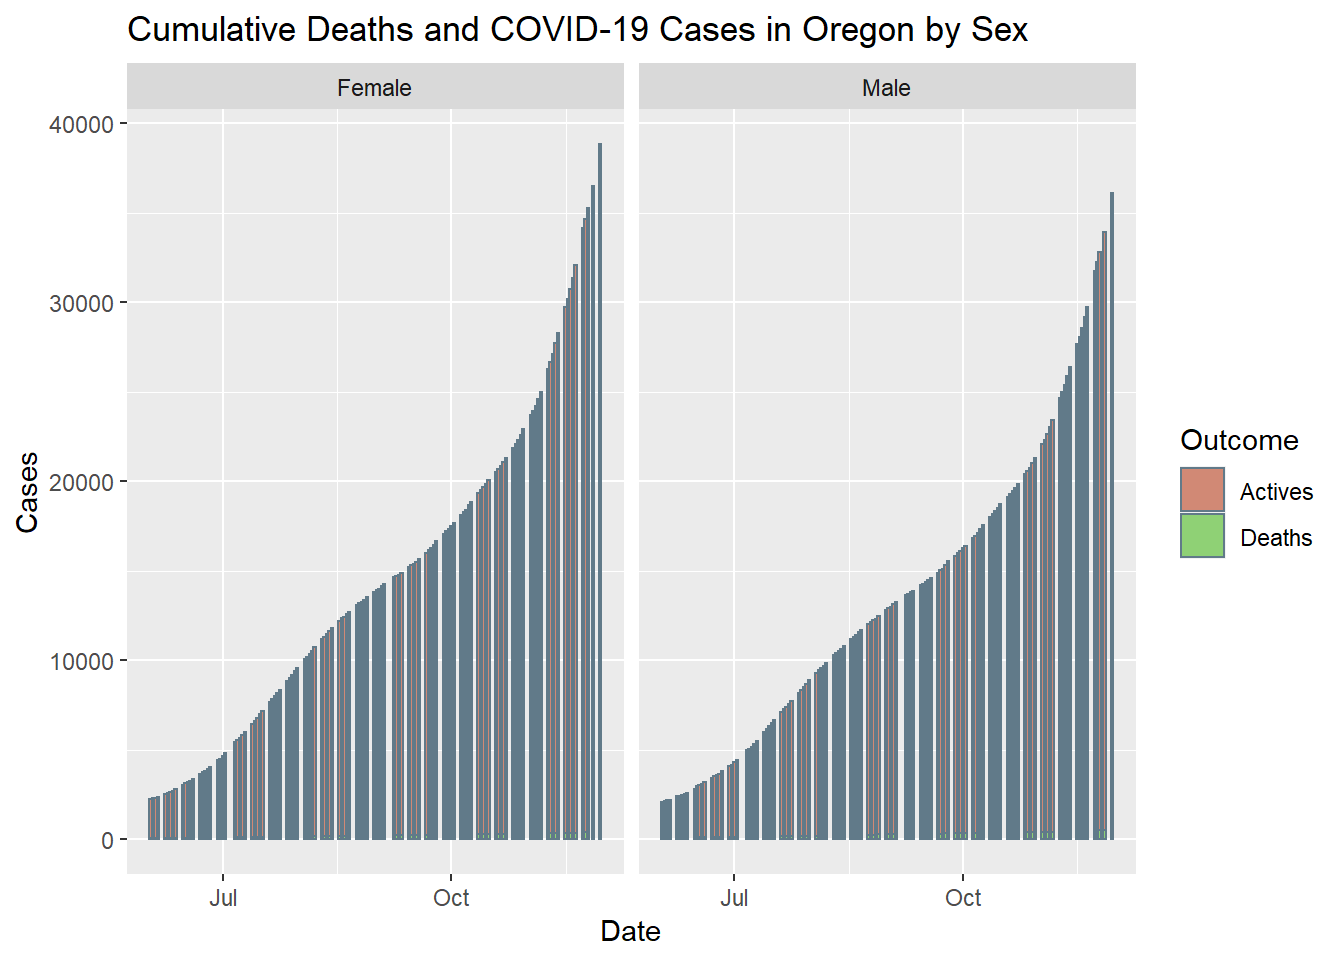 Cumulative Deaths and COVID-19 Cases in Oregon by Sex
Female
Male
40000
30000
20000
10000
0
Cases
Jul
Oct
Jul
Oct
Date
Outcome
Actives
Deaths